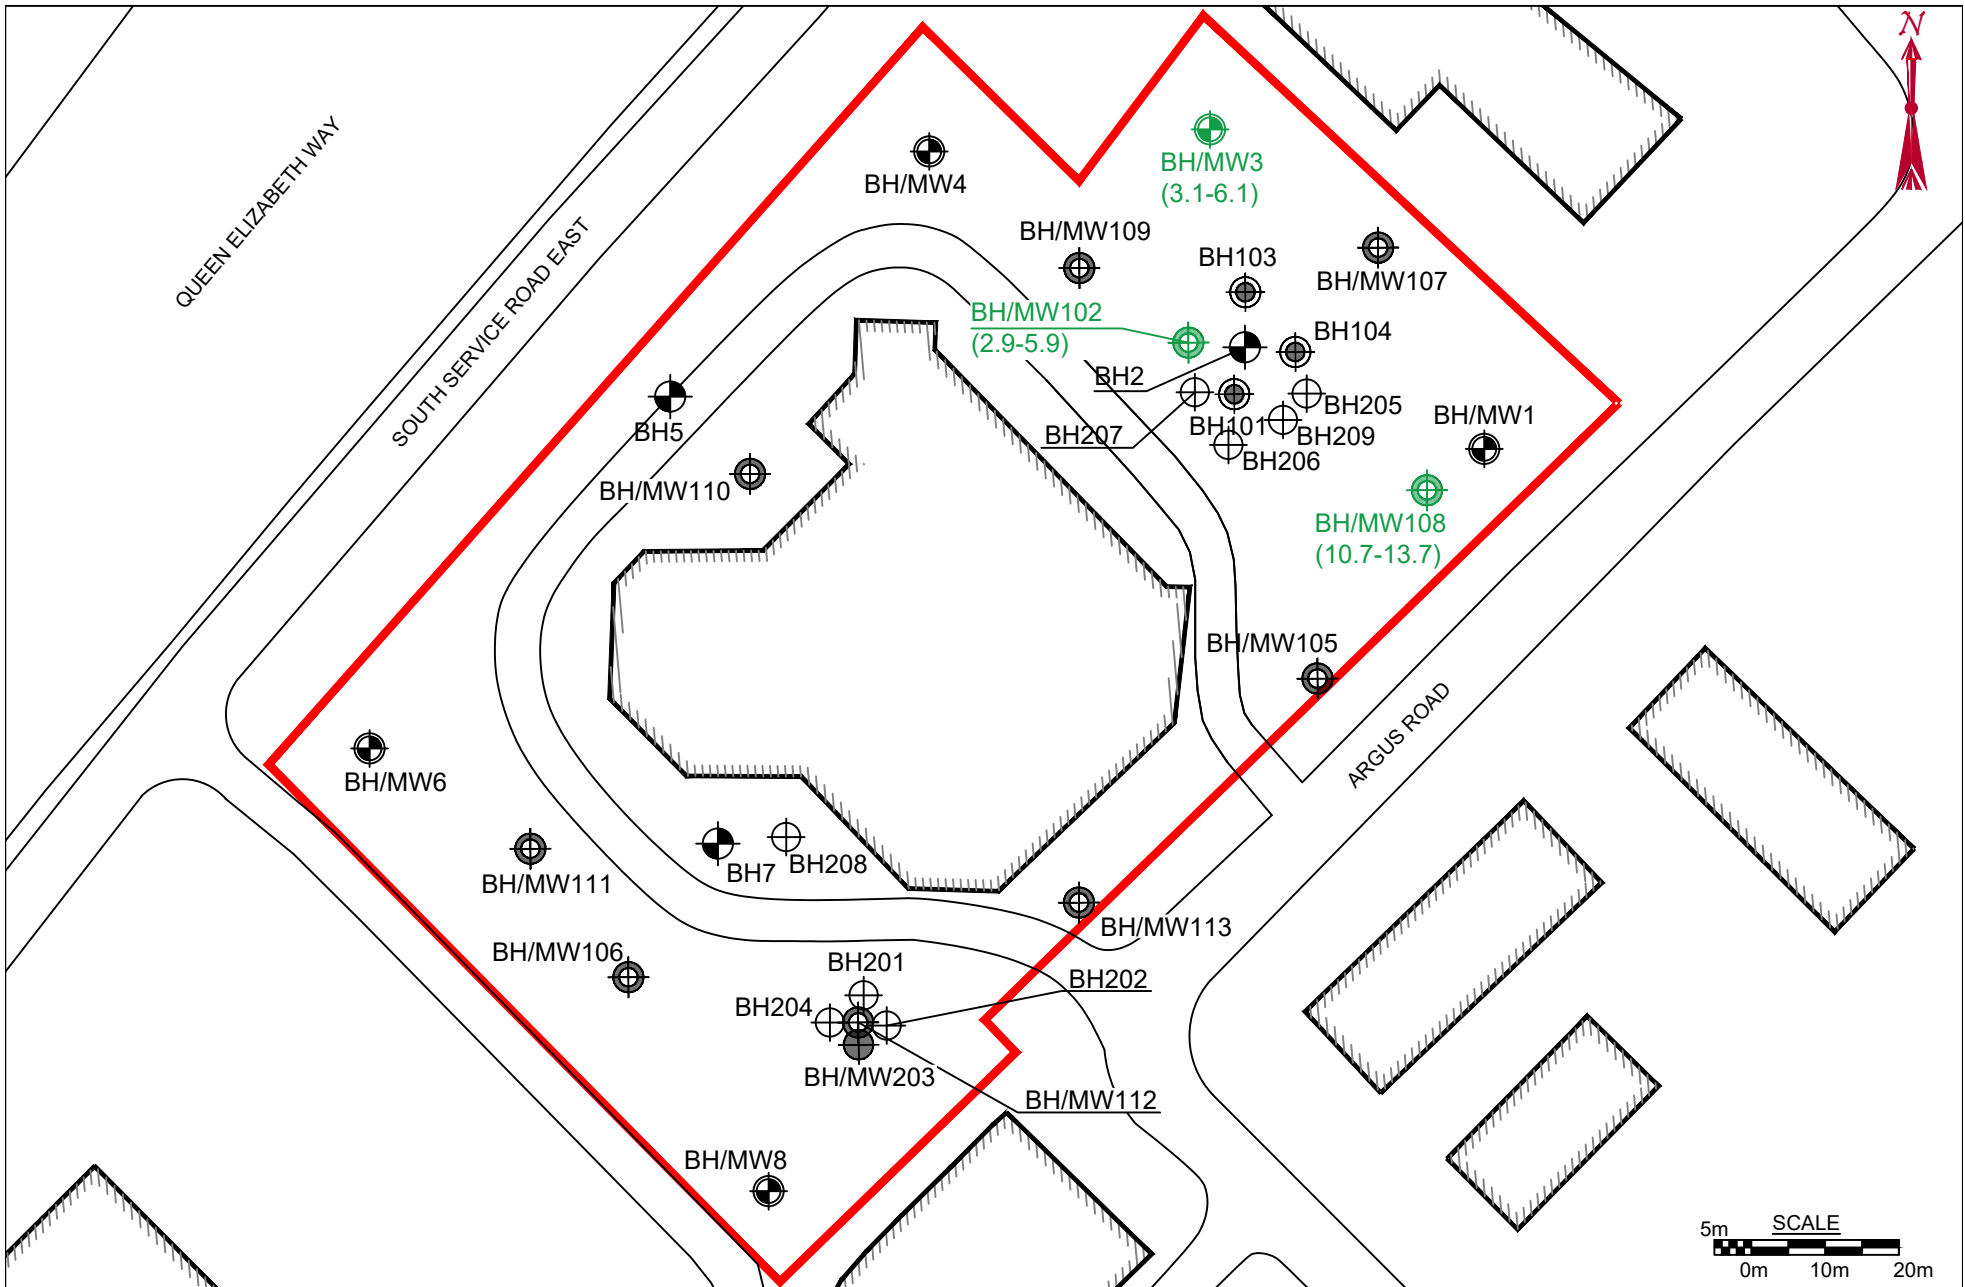 N
QUEEN ELIZABETH WAY
SOUTH SERVICE ROAD EAST
BH/MW4
BH/MW3
(3.1-6.1)
BH/MW109
BH103
BH/MW107
BH/MW102
(2.9-5.9)
BH104
BH2
BH205
BH101
BH207
BH209
BH206
BH/MW1
BH5
BH/MW110
BH/MW108
(10.7-13.7)
BH/MW105
ARGUS ROAD
BH/MW6
BH7
BH208
BH/MW111
BH/MW113
BH/MW106
BH201
BH202
BH204
BH/MW203
BH/MW112
BH/MW8
5m SCALE
0m 10m 20m